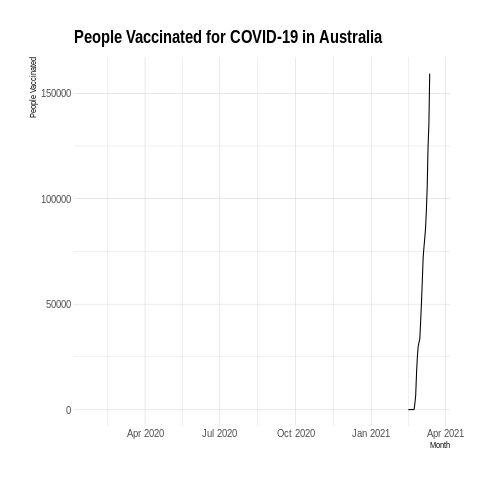 People Vaccinated for COVID-19 in Australia
People Vaccinated
150000
100000
50000
0
Apr 2020 Jul 2020 Oct 2020 Jan 2021 Apr 2021
Month